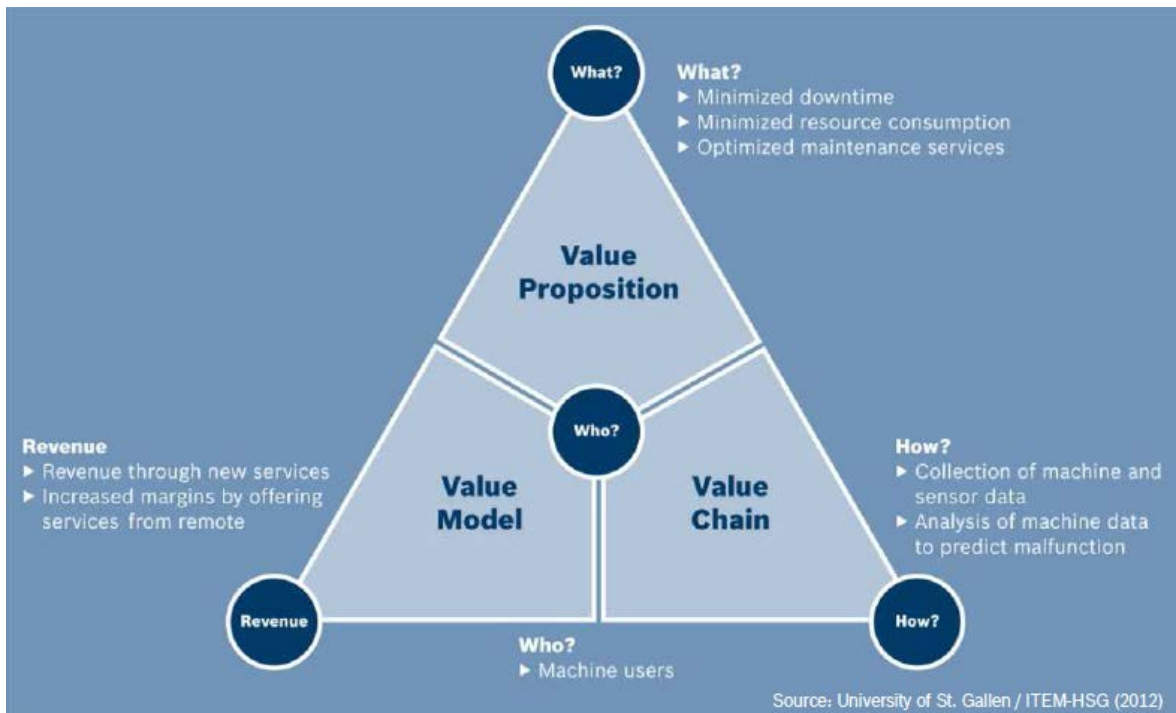 What?
What?
▸ Minimized downtime
▸ Minimized resource consumption
▸ Optimized maintenance services
Value
Proposition
Who?
Revenue
▸ Revenue through new services
▸ Increased margins by offering
services from remote
Value
Model
Value
Chain
How?
▸ Collection of machine and
sensor data
▸ Analysis of machine data
to predict malfunction
Revenue
How?
Who?
▸ Machine users
Source: University of St. Gallen / ITEM-HSG (2012)